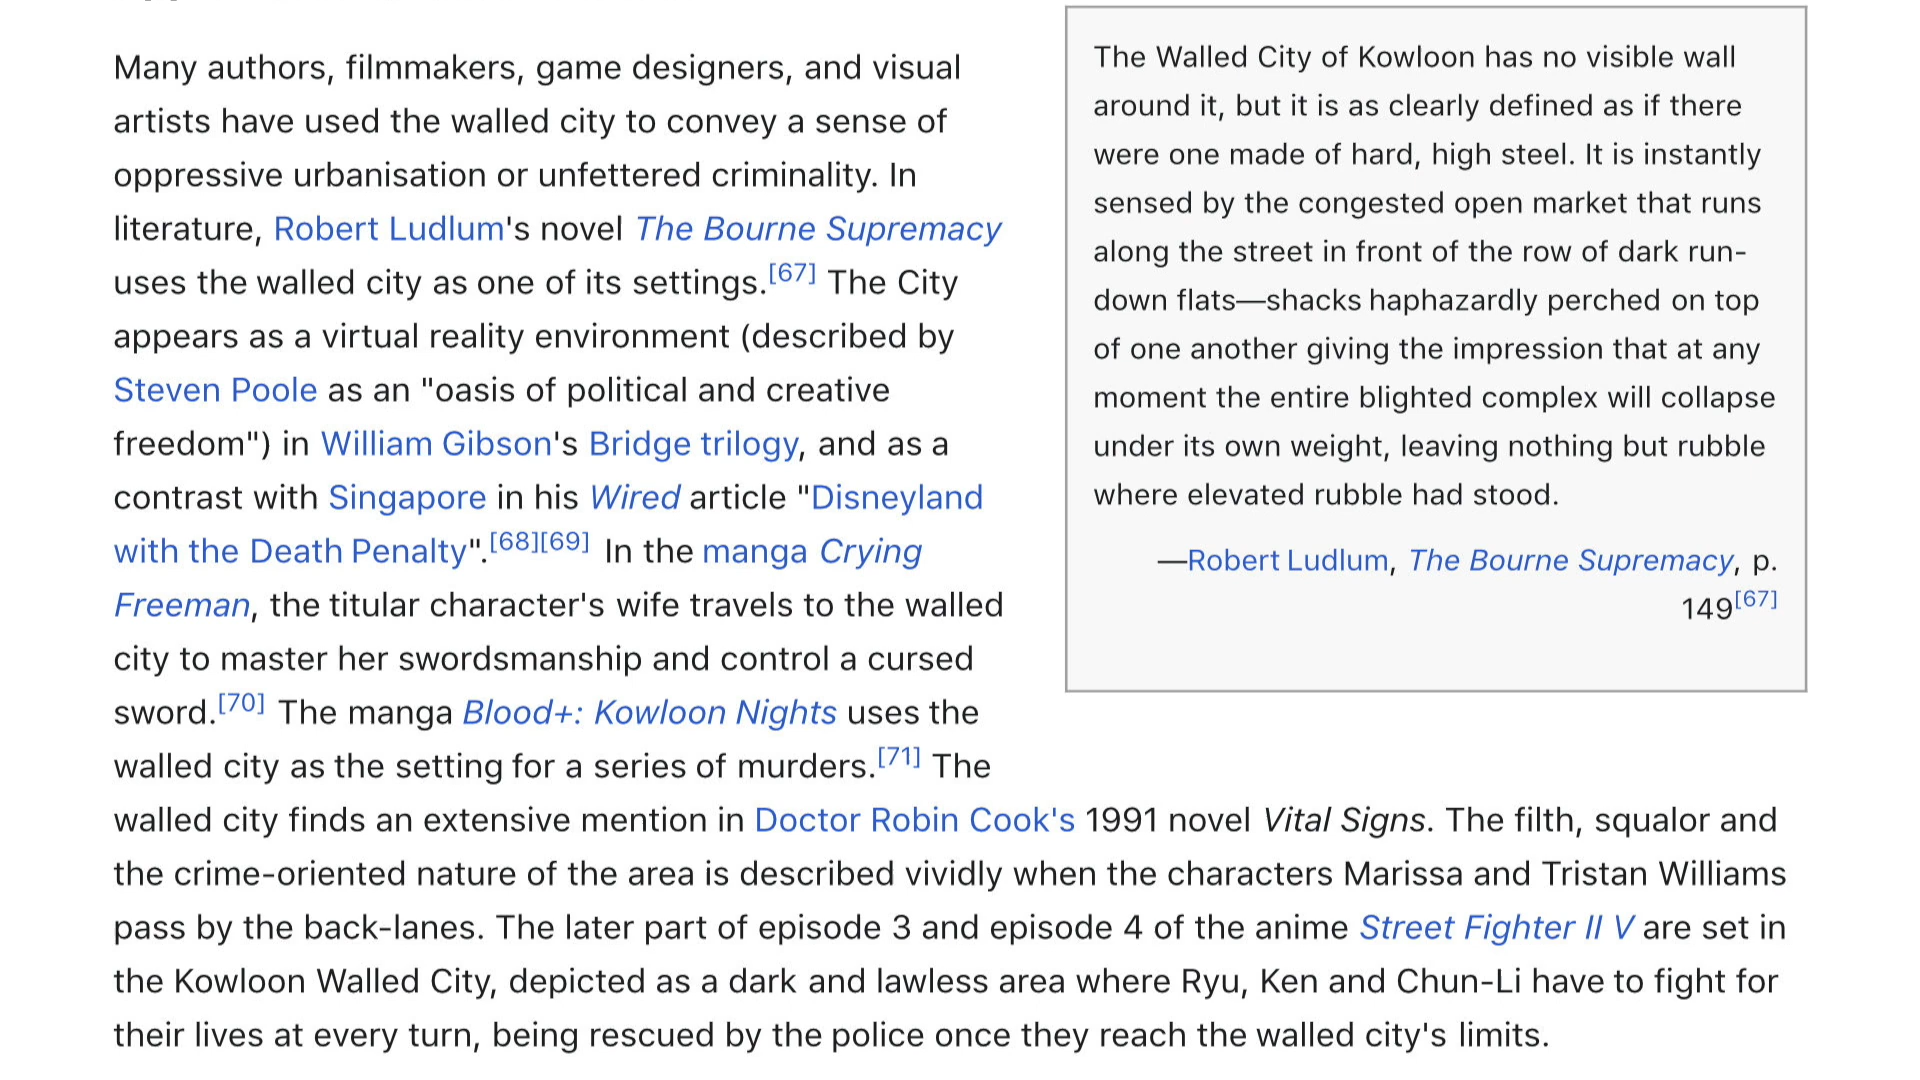 Many authors, filmmakers, game designers, and visual
artists have used the walled city to convey a sense of
oppressive urbanisation or unfettered criminality. In
literature, Robert Ludlum's novel The Bourne Supremacy
uses the walled city as one of its settings.[67] The City
appears as a virtual reality environment (described by
Steven Poole as an "oasis of political and creative
freedom") in William Gibson's Bridge trilogy, and as a
contrast with Singapore in his Wired article "Disneyland
with the Death Penalty".[68][69] In the manga Crying
Freeman, the titular character's wife travels to the walled
city to master her swordsmanship and control a cursed
sword.[70] The manga Blood+: Kowloon Nights uses the
walled city as the setting for a series of murders.[71] The
walled city finds an extensive mention in Doctor Robin Cook's 1991 novel Vital Signs. The filth, squalor and
the crime-oriented nature of the area is described vividly when the characters Marissa and Tristan Williams
pass by the back-lanes. The later part of episode 3 and episode 4 of the anime Street Fighter II V are set in
the Kowloon Walled City, depicted as a dark and lawless area where Ryu, Ken and Chun-Li have to fight for
their lives at every turn, being rescued by the police once they reach the walled city's limits.
The Walled City of Kowloon has no visible wall
around it, but it is as clearly defined as if there
were one made of hard, high steel. It is instantly
sensed by the congested open market that runs
along the street in front of the row of dark run-
down flats—shacks haphazardly perched on top
of one another giving the impression that at any
moment the entire blighted complex will collapse
under its own weight, leaving nothing but rubble
where elevated rubble had stood.
—Robert Ludlum, The Bourne Supremacy, p.
149[67]